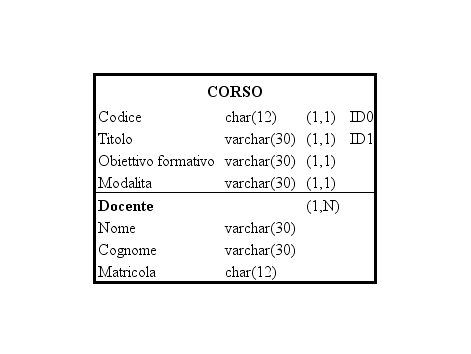 CORSO
Codice char(12) (1,1) ID0
Titolo varchar(30) (1,1) ID1
Obiettivo formativo varchar(30) (1,1)
Modalita varchar(30) (1,1)
Docente (1,N)
Nome varchar(30)
Cognome varchar(30)
Matricola char(12)